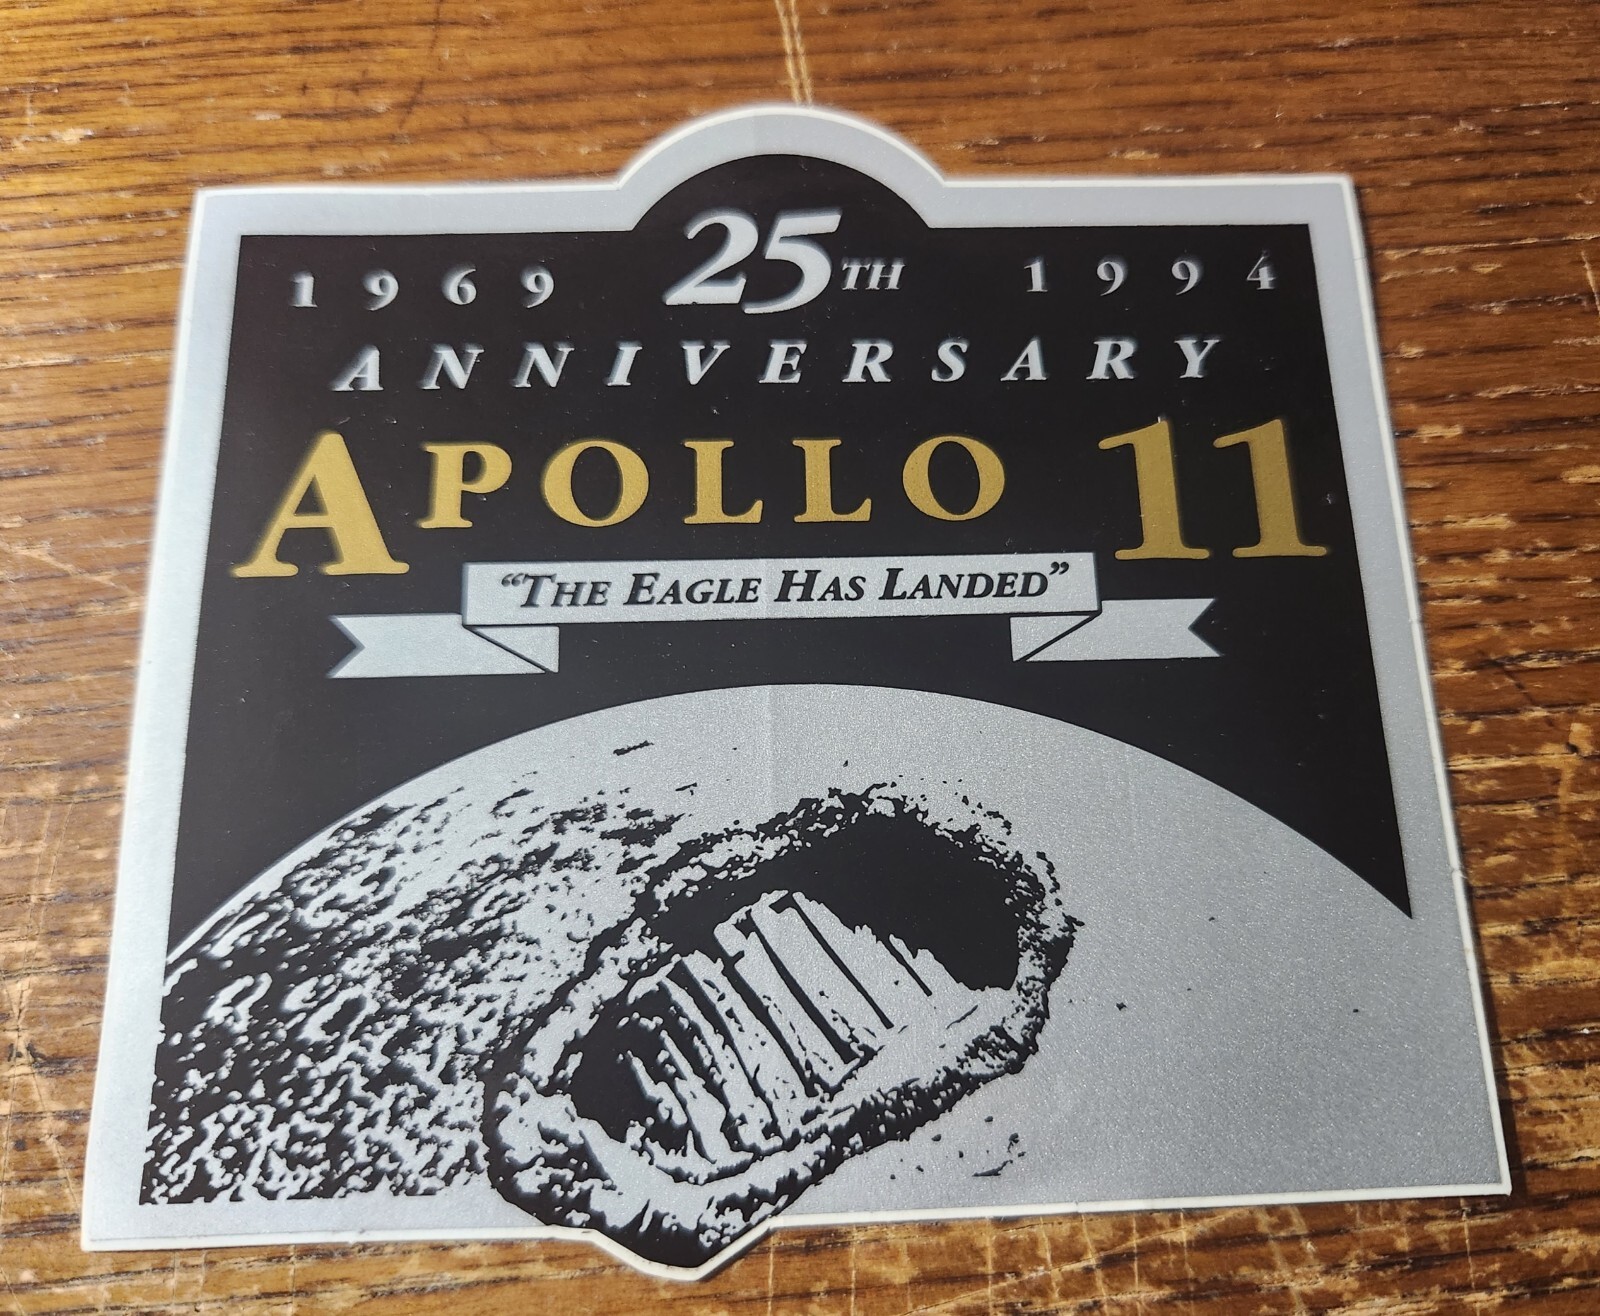 1969 25TH 1994
ANNIVERSARY
APOLLO 11
“THE EAGLE HAS LANDED”